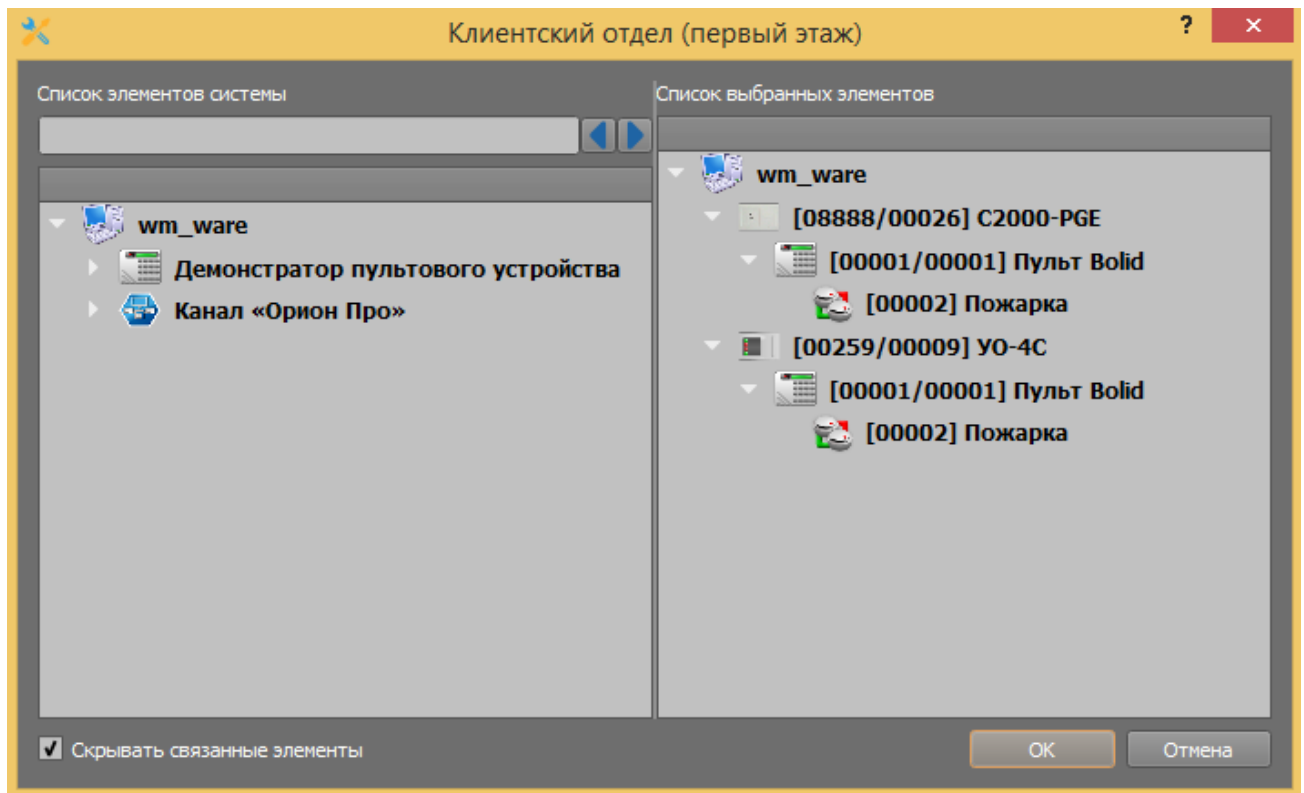 Клиентский отдел (первый этаж)
?
Список элементов системы
wm_ware
Демонстратор пультового устройства
Канал «Орион Про»
Список выбранных элементов
wm_ware
[08888/00026] С2000-PGE
[00001/00001] Пульт Bolid
[00002] Пожарка
[00259/00009] УО-4С
[00001/00001] Пульт Bolid
[00002] Пожарка
Скрывать связанные элементы
ОК
Отмена